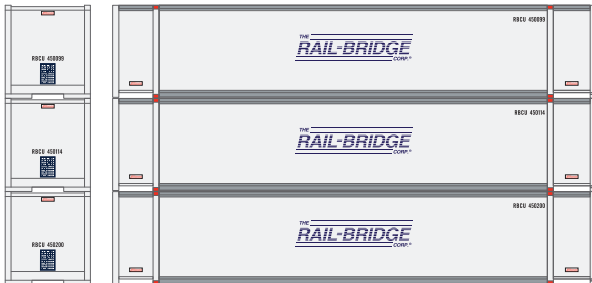 RBCU 450099
THE
RAIL-BRIDGE
CORP.®
RBCU 450099
RBCU 450114
THE
RAIL-BRIDGE
CORP.®
RBCU 450114
RBCU 450200
THE
RAIL-BRIDGE
CORP.®
RBCU 450200